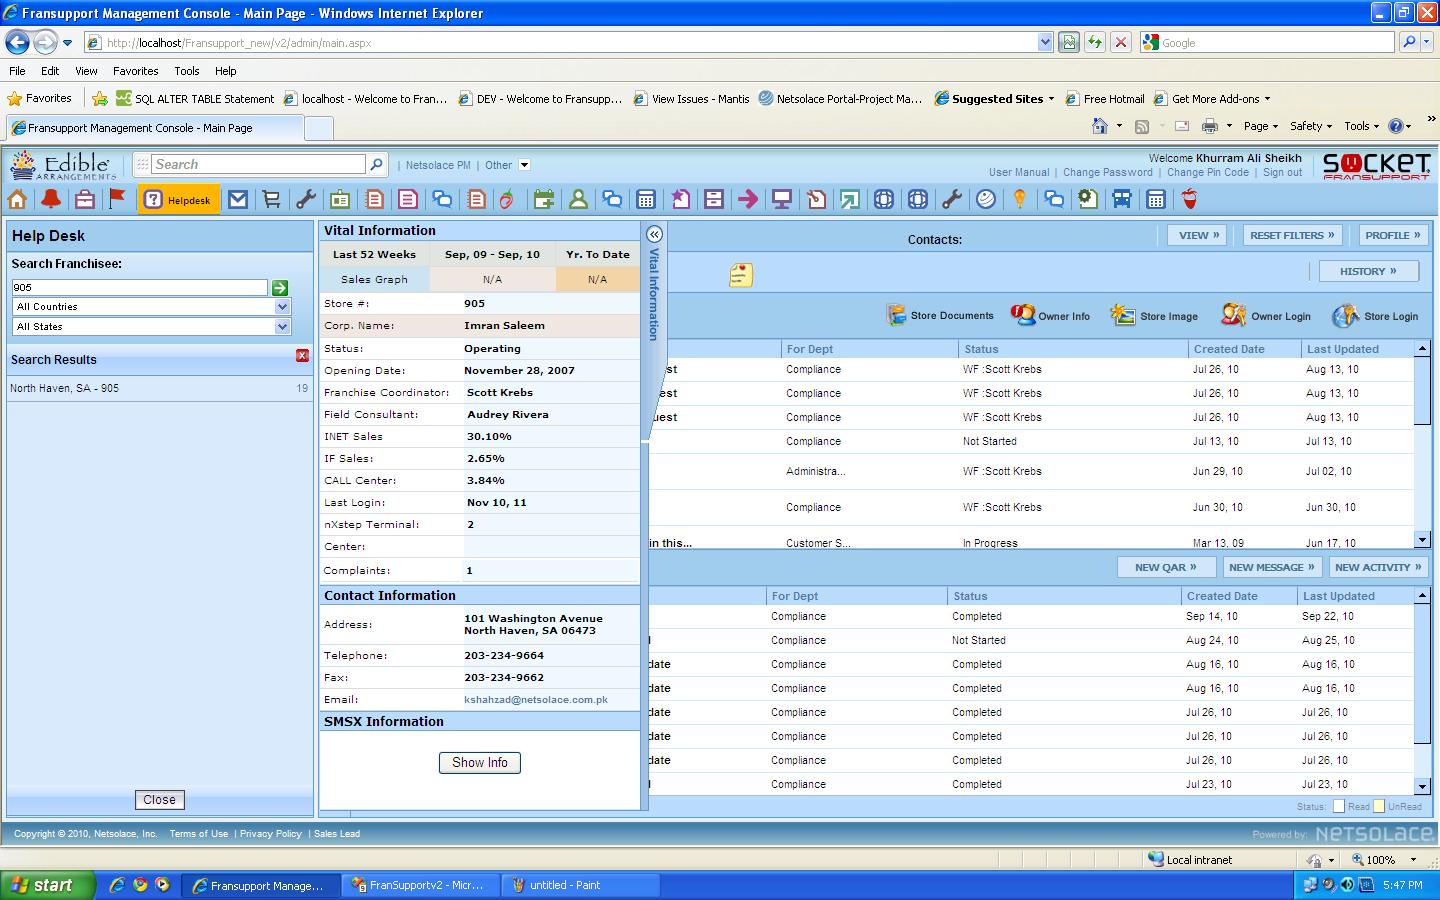 Fransupport Management Console - Main Page - Windows Internet Explorer
http://localhost/Fransupport_new/v2/admin/main.aspx
Google
File Edit View Favorites Tools Help
Favorites SQL ALTER TABLE Statement localhost - Welcome to Fran... DEV - Welcome to Fransupp... View Issues - Mantis Netsolace Portal-Project Ma... Suggested Sites Free Hotmail Get More Add-ons
Fransupport Management Console - Main Page
Page Safety Tools
Edible ARRANGEMENTS
Search
| Netsolace PM | Other
Welcome Khurram Ali Sheikh
User Manual | Change Password | Change Pin Code | Sign out
SOCKET
FRANSUPPORT
Helpdesk
Help Desk
Search Franchisee:
905
All Countries
All States
Search Results
North Haven, SA - 905 19
Close
Vital Information
Last 52 Weeks Sep, 09 - Sep, 10 Yr. To Date
Sales Graph N/A N/A
Store #: 905
Corp. Name: Imran Saleem
Status: Operating
Opening Date: November 28, 2007
Franchise Coordinator: Scott Krebs
Field Consultant: Audrey Rivera
INET Sales 30.10%
IF Sales: 2.65%
CALL Center: 3.84%
Last Login: Nov 10, 11
nXstep Terminal: 2
Center:
Complaints: 1
Contact Information
Address: 101 Washington Avenue
North Haven, SA 06473
Telephone: 203-234-9664
Fax: 203-234-9662
Email: kshahzad@netsolace.com.pk
SMSX Information
Show Info
Vital Information
Contacts: VIEW » RESET FILTERS » PROFILE »
HISTORY »
Store Documents Owner Info Store Image Owner Login Store Login
For Dept Status Created Date Last Updated
st Compliance WF :Scott Krebs Jul 26, 10 Aug 13, 10
est Compliance WF :Scott Krebs Jul 26, 10 Aug 13, 10
uest Compliance WF :Scott Krebs Jul 26, 10 Aug 13, 10
Compliance Not Started Jul 13, 10 Jul 13, 10
Administra... WF :Scott Krebs Jun 29, 10 Jul 02, 10
Compliance WF :Scott Krebs Jun 30, 10 Jun 30, 10
in this... Customer S... In Progress Mar 13, 09 Jun 17, 10
NEW QAR » NEW MESSAGE » NEW ACTIVITY »
For Dept Status Created Date Last Updated
Compliance Completed Sep 14, 10 Sep 22, 10
Compliance Not Started Aug 24, 10 Aug 25, 10
date Compliance Completed Aug 16, 10 Aug 16, 10
date Compliance Completed Aug 16, 10 Aug 16, 10
date Compliance Completed Jul 26, 10 Jul 26, 10
date Compliance Completed Jul 26, 10 Jul 26, 10
date Compliance Completed Jul 26, 10 Jul 26, 10
Compliance Completed Jul 23, 10 Jul 23, 10
Status: Read UnRead
Copyright © 2010, Netsolace, Inc. Terms of Use | Privacy Policy | Sales Lead
Powered by: NETSOLACE
Local intranet 100%
start Fransupport Manage... FranSupportv2 - Micr... untitled - Paint 5:47 PM